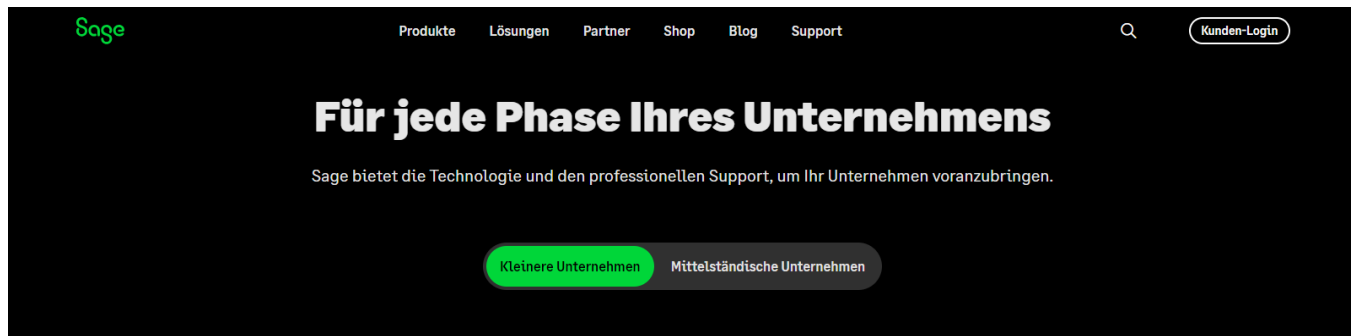 Sage
Produkte Lösungen Partner Shop Blog Support
Kunden-Login
Für jede Phase Ihres Unternehmens
Sage bietet die Technologie und den professionellen Support, um Ihr Unternehmen voranzubringen.
Kleinere Unternehmen Mittelständische Unternehmen